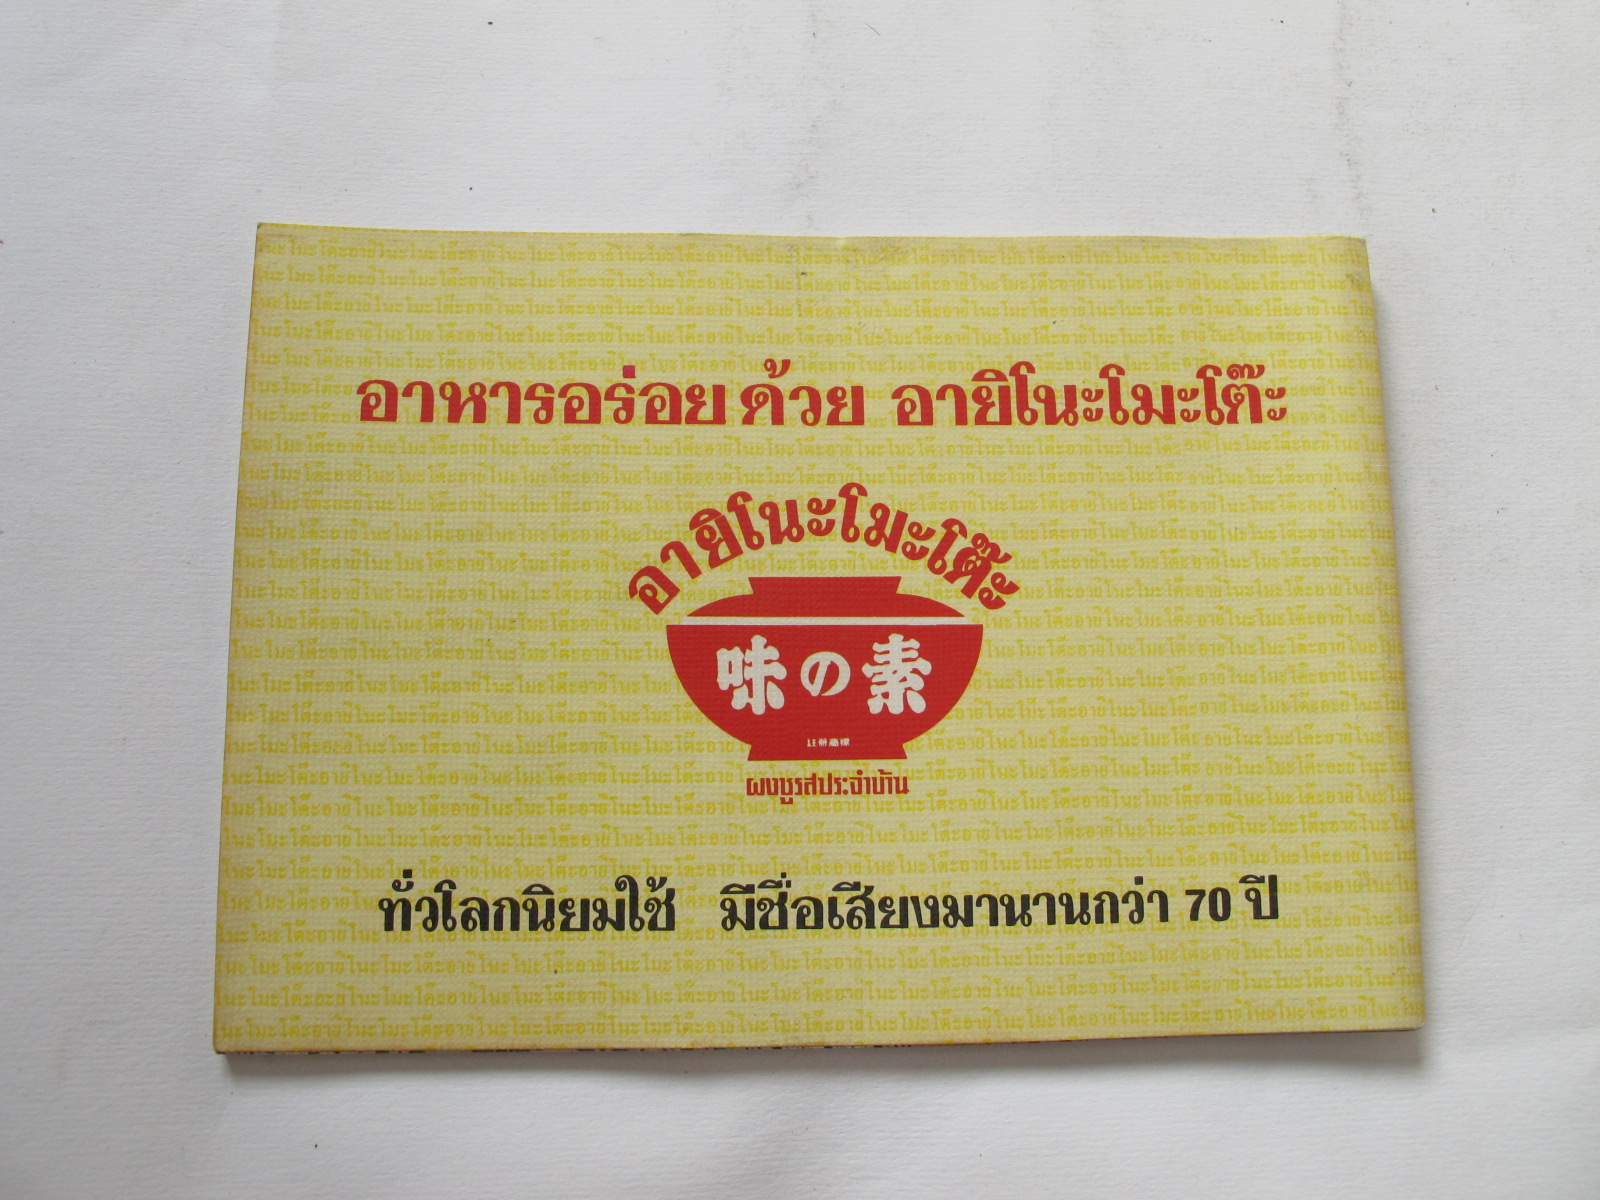 อาหารอร่อยด้วย อายิโนะโมะโต๊ะ
อายิโนะโมะโต๊ะ
味の素
ผงชูรสประจำบ้าน
ทั่วโลกนิยมใช้ มีชื่อเสียงมานานกว่า 70 ปี